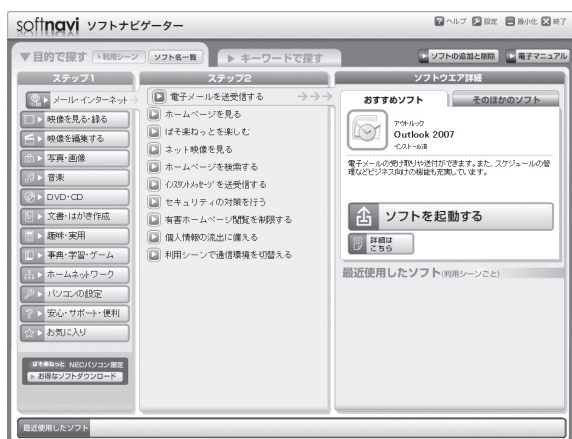 softnavi ソフトナビゲーター
ヘルプ 設定 最小化 終了
▼目的で探す ▶利用シーン ソフト名一覧 ▶ キーワードで探す
ソフトの追加と削除 電子マニュアル
ステップ1
メール・インターネット
映像を見る・録る
映像を編集する
写真・画像
音楽
DVD・CD
文書・はがき作成
趣味・実用
事典・学習・ゲーム
ホームネットワーク
パソコンの設定
安心・サポート・便利
お気に入り
ぱそ楽ねっと NECパソコン限定
お得なソフトダウンロード
ステップ2
電子メールを送受信する
ホームページを見る
ぱそ楽ねっとを楽しむ
ネット映像を見る
ホームページを検索する
インスタントメッセージを送受信する
セキュリティの対策を行う
有害ホームページ閲覧を制限する
個人情報の流出に備える
利用シーンで通信環境を切替える
ソフトウエア詳細
おすすめソフト そのほかのソフト
アウトルック
Outlook 2007
インストール済
電子メールの受け取りや送付ができます。また、スケジュールの管
理などビジネス向けの機能も充実しています。
ソフトを起動する
詳細は
こちら
最近使用したソフト(利用シーンごと)
最近使用したソフト